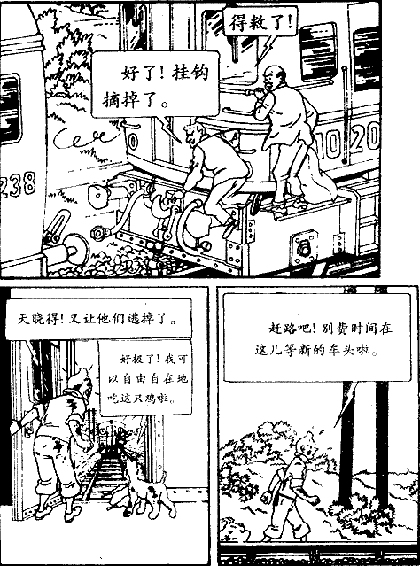 得救了!
好了!挂钩
摘掉了。
238
1020
天晓得!又让他们逃掉了。
好极了!我可
以自由自在地
吃这只鸡啦。
赶路吧!别费时间在
这儿等新的车头啦。